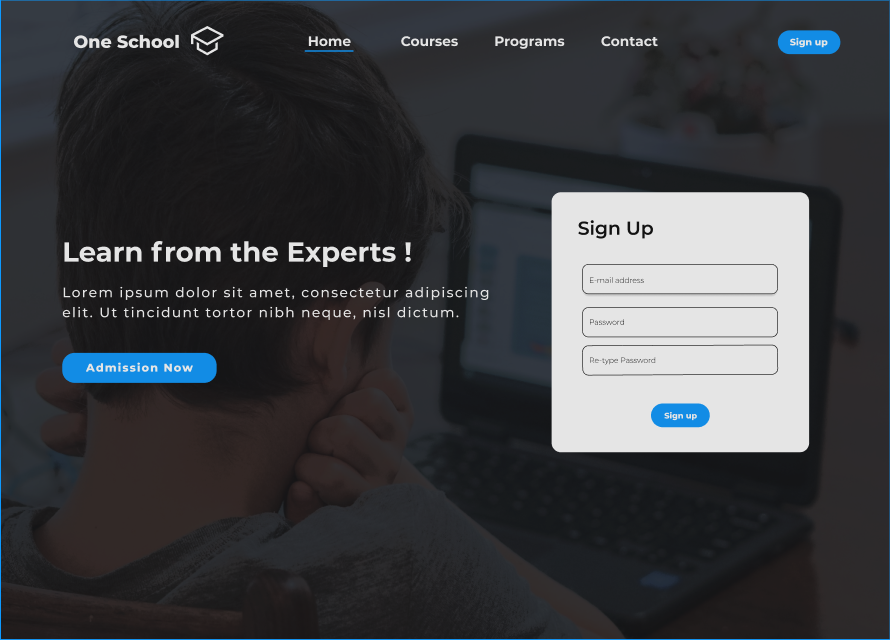 One School
Home
Courses
Programs
Contact
Sign up
Learn from the Experts !
Lorem ipsum dolor sit amet, consectetur adipiscing
elit. Ut tincidunt tortor nibh neque, nisl dictum.
Admission Now
Sign Up
E-mail address
Password
Re-type Password
Sign up